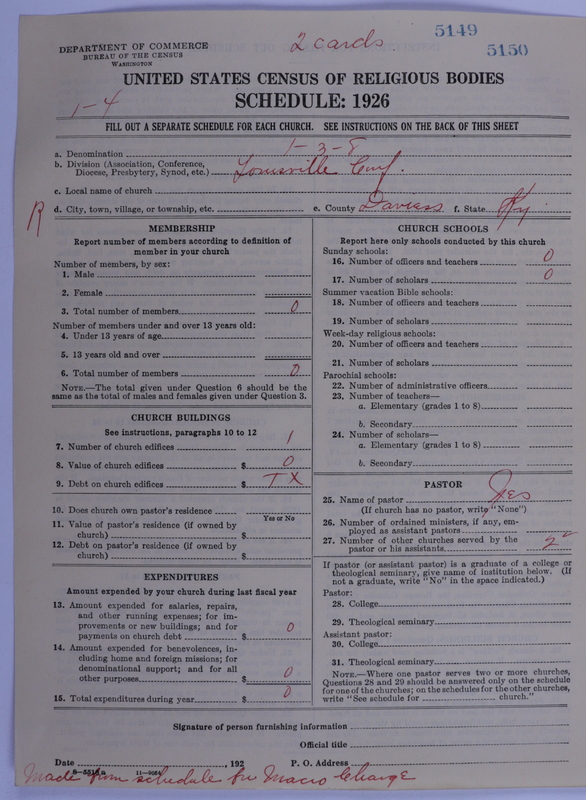 5149
5150
2 cards
DEPARTMENT OF COMMERCE
BUREAU OF THE CENSUS
WASHINGTON
UNITED STATES CENSUS OF RELIGIOUS BODIES
1-4
SCHEDULE: 1926
FILL OUT A SEPARATE SCHEDULE FOR EACH CHURCH. SEE INSTRUCTIONS ON THE BACK OF THIS SHEET
a. Denomination 1-3-8
b. Division (Association, Conference, Diocese, Presbytery, Synod, etc.) Louisville Conf.
c. Local name of church
R d. City, town, village, or township, etc. e. County Daviess f. State Ky
MEMBERSHIP
Report number of members according to definition of
member in your church
Number of members, by sex:
1. Male
2. Female
3. Total number of members 0
Number of members under and over 13 years old:
4. Under 13 years of age
5. 13 years old and over
6. Total number of members 0
NOTE.—The total given under Question 6 should be the
same as the total of males and females given under Question 3.
CHURCH BUILDINGS
See instructions, paragraphs 10 to 12
7. Number of church edifices 1
8. Value of church edifices $ 0
9. Debt on church edifices $ TX
10. Does church own pastor's residence
Yes or No
11. Value of pastor's residence (if owned by
church) $
12. Debt on pastor's residence (if owned by
church) $
EXPENDITURES
Amount expended by your church during last fiscal year
13. Amount expended for salaries, repairs,
and other running expenses; for im-
provements or new buildings; and for
payments on church debt $ 0
14. Amount expended for benevolences, in-
cluding home and foreign missions; for
denominational support; and for all
other purposes $ 0
15. Total expenditures during year $ 0
CHURCH SCHOOLS
Report here only schools conducted by this church
Sunday schools:
16. Number of officers and teachers 0
17. Number of scholars 0
Summer vacation Bible schools:
18. Number of officers and teachers
19. Number of scholars
Week-day religious schools:
20. Number of officers and teachers
21. Number of scholars
Parochial schools:
22. Number of administrative officers
23. Number of teachers—
a. Elementary (grades 1 to 8)
b. Secondary
24. Number of scholars—
a. Elementary (grades 1 to 8)
b. Secondary
PASTOR
25. Name of pastor Yes
(If church has no pastor, write "None")
26. Number of ordained ministers, if any, em-
ployed as assistant pastors
27. Number of other churches served by the
pastor or his assistants 2
If pastor (or assistant pastor) is a graduate of a college or
theological seminary, give name of institution below. (If
not a graduate, write "No" in the space indicated.)
Pastor:
28. College
29. Theological seminary
Assistant pastor:
30. College
31. Theological seminary
NOTE.—Where one pastor serves two or more churches,
Questions 28 and 29 should be answered only on the schedule
for one of the churches; on the schedules for the other churches,
write "See schedule for church."
Signature of person furnishing information
Official title
Date , 192 P. O. Address
Made from schedule for Macro Charge